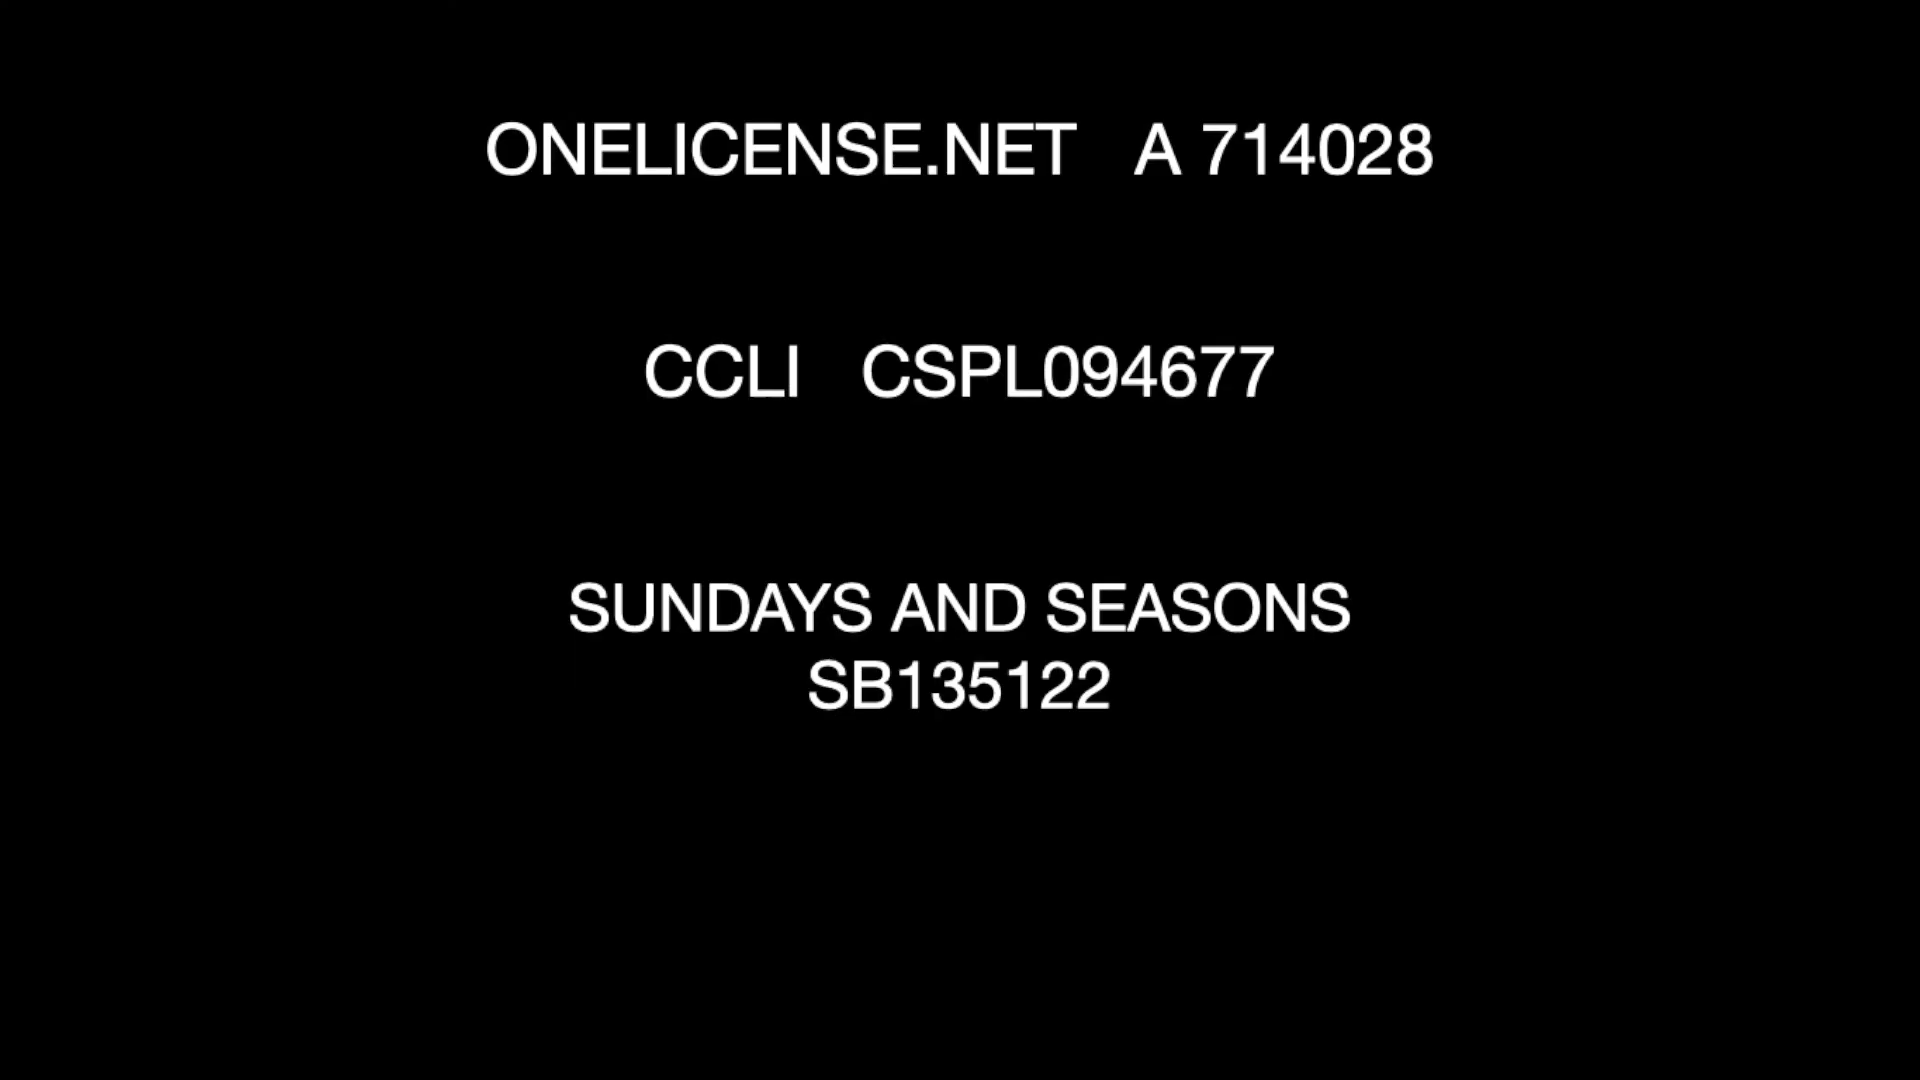 ONELICENSE.NET   A 714028
CCLI   CSPL094677
SUNDAYS AND SEASONS
SB135122